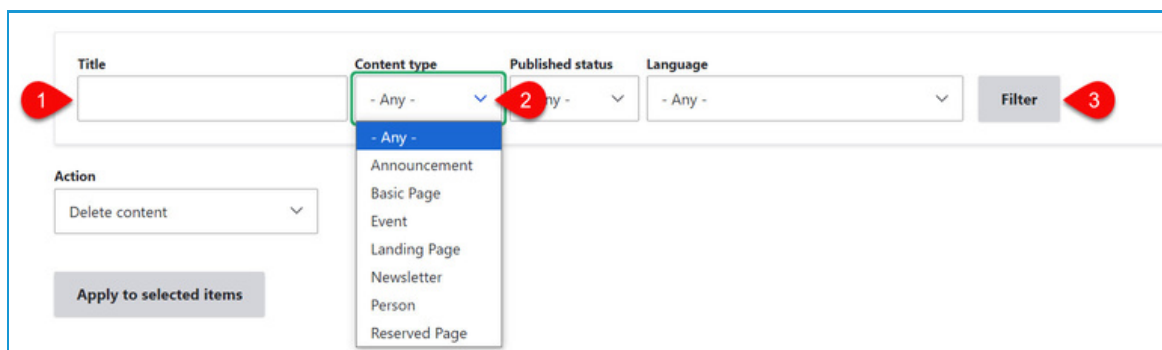 Title Content type Published status Language
1 - Any - 2 ny - - Any - Filter 3
- Any -
Announcement
Action
Basic Page
Delete content
Event
Landing Page
Newsletter
Apply to selected items
Person
Reserved Page